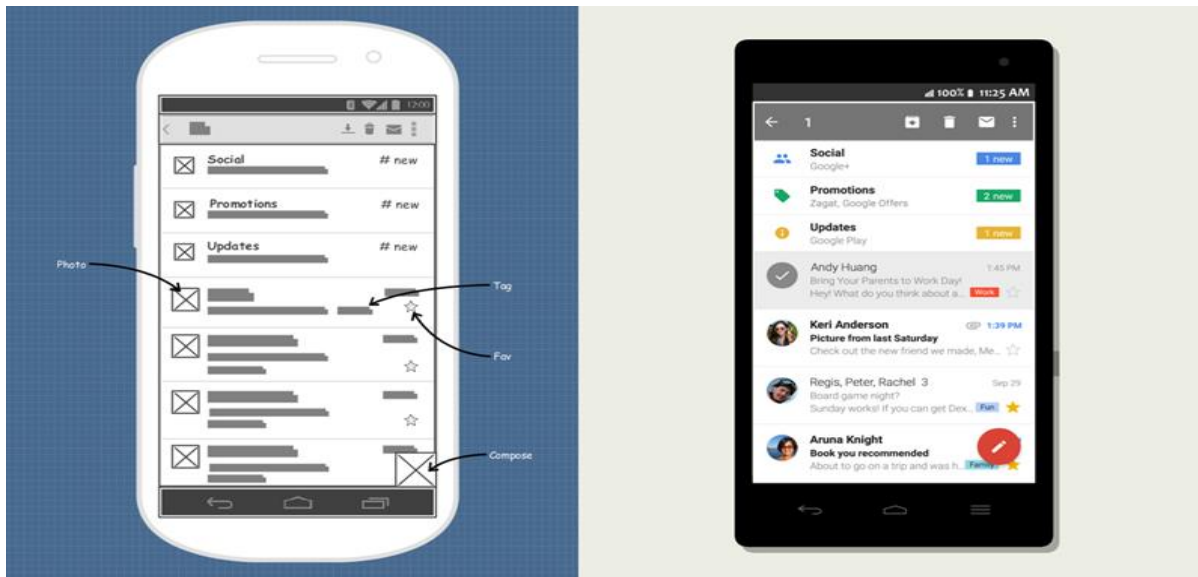 12:00
Social
# new
Promotions
# new
Updates
# new
Photo
Tag
Fav
Compose
100% 11:25 AM
1
Social
Google+
1 new
Promotions
Zagat, Google Offers
2 new
Updates
Google Play
1 new
Andy Huang
1:45 PM
Bring Your Parents to Work Day!
Hey! What do you think about a...
Work
Keri Anderson
1:39 PM
Picture from last Saturday
Check out the new friend we made, Me...
Regis, Peter, Rachel 3
Sep 29
Board game night?
Sunday works! If you can get Dex...
Fun
Aruna Knight
Book you recommended
About to go on a trip and was h...
Family